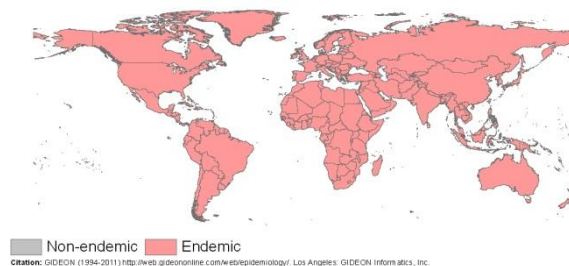 Non-endemic Endemic
Citation: GIDEON (1994-2011) http://web.gideononline.com/web/epidemiology/. Los Angeles: GIDEON Informatics, Inc.